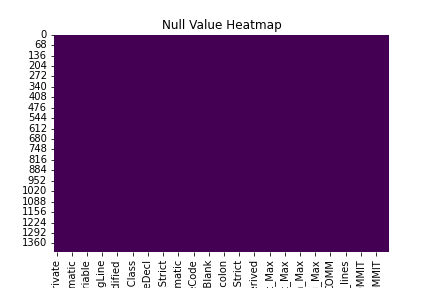 Null Value Heatmap
0
68
136
204
272
340
408
476
544
612
680
748
816
884
952
1020
1088
1156
1224
1292
1360
ivate
matic
riable
gLine
dified
Class
eDecl
Strict
matic
Code
Blank
colon
Strict
erived
_Max
_Max
_Max
_Max
OMM
lines
MMIT
MMIT